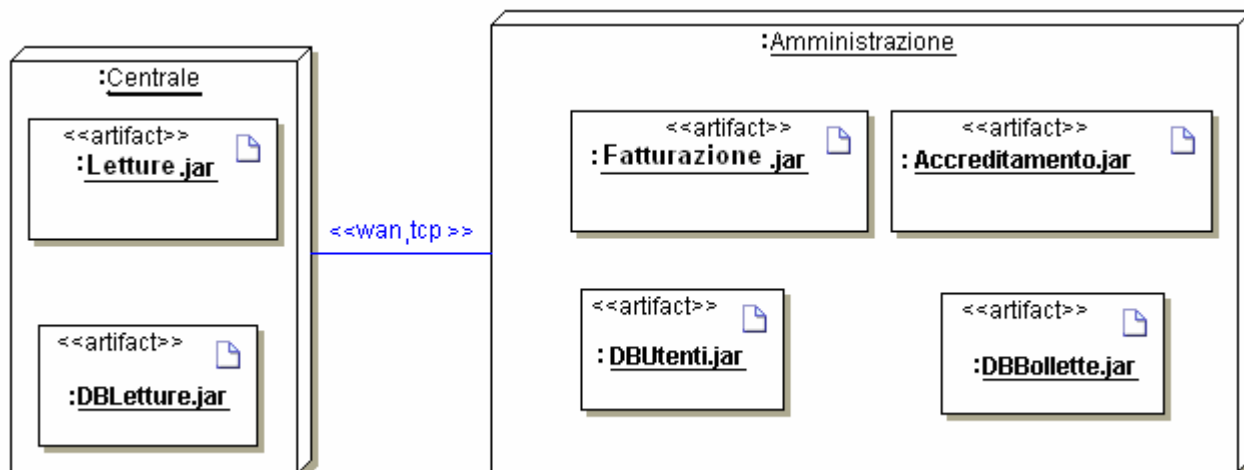 :Centrale
<<artifact>>
:Letture.jar
<<artifact>>
:DBLetture.jar
<<wan,tcp >>
:Amministrazione
<<artifact>>
:Fatturazione .jar
<<artifact>>
: Accreditamento.jar
<<artifact>>
: DBUtenti.jar
<<artifact>>
:DBBollette.jar